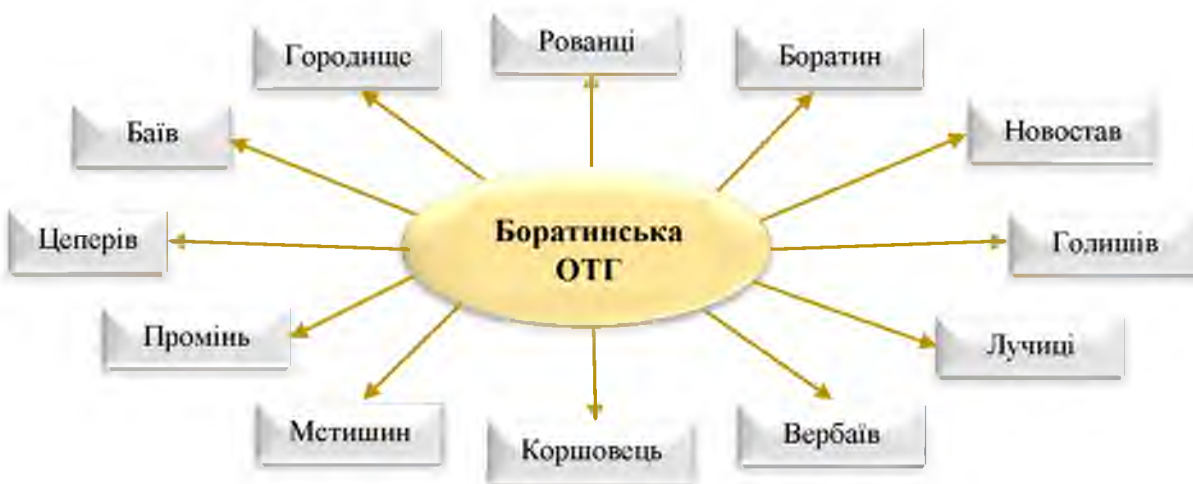 Рованці
Городище
Боратин
Баїв
Новостав
Цеперів
Боратинська
ОТГ
Голишів
Промінь
Лучиці
Мстишин
Коршовець
Вербаїв